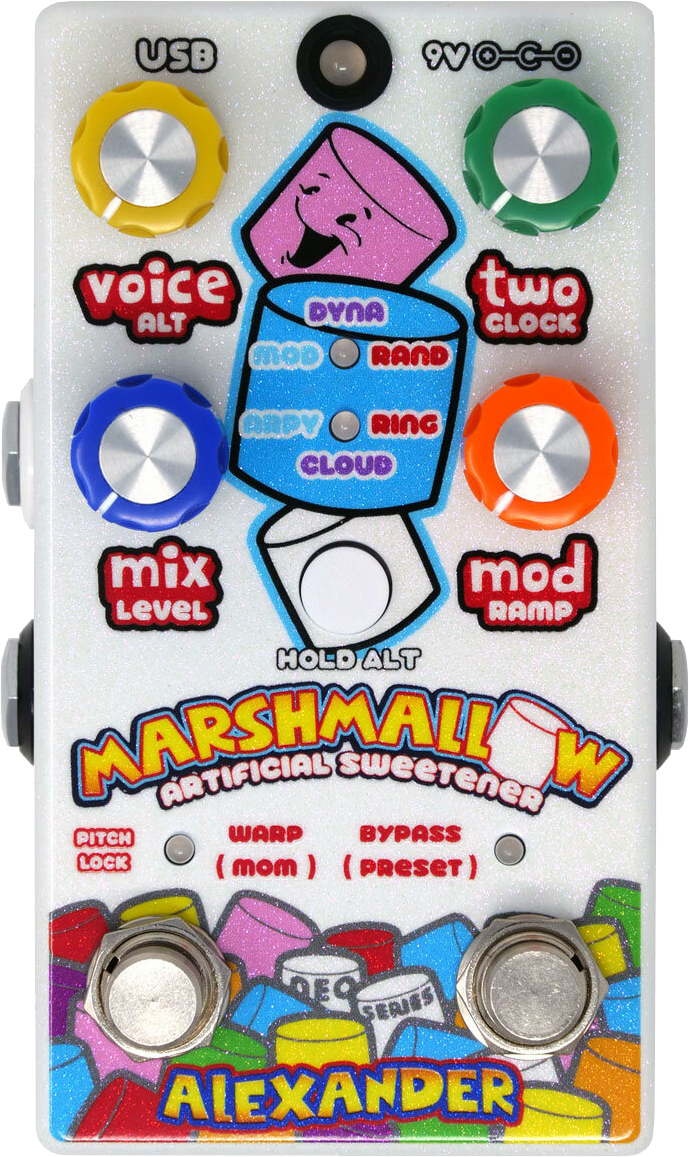 USB
9V
voice
ALT
two
CLOCK
DYNA
MOD RAND
ARPY RING
CLOUD
mix
LEVEL
mod
RAMP
HOLD ALT
MARSHMALLOW
ARTIFICIAL SWEETENER
PITCH
LOCK
WARP
(MOM)
BYPASS
(PRESET)
NEO
SERIES
ALEXANDER